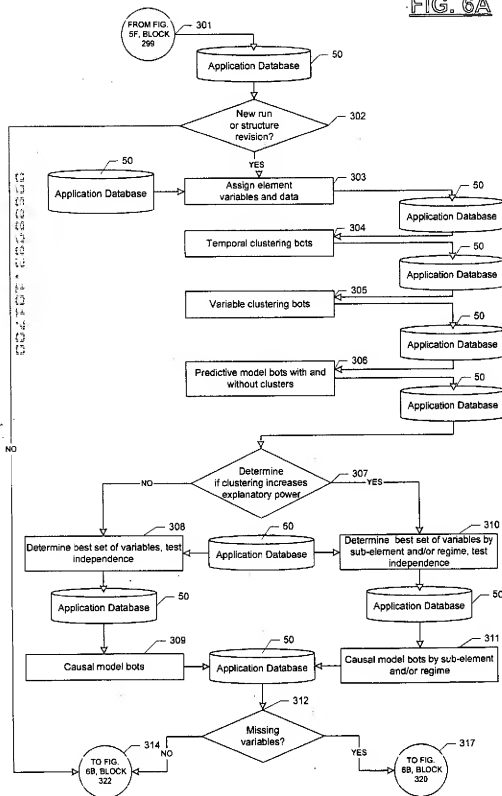 FIG. 6A
FROM FIG.
5F, BLOCK
299
301
50
Application Database
New run
or structure
revision?
302
YES
50
Application Database
Assign element
variables and data
303
50
Application Database
Temporal clustering bots
304
50
Application Database
Variable clustering bots
305
50
Application Database
Predictive model bots with and
without clusters
306
50
Application Database
NO
Determine
if clustering increases
explanatory power
307
NO
YES
308
Determine best set of variables, test
independence
50
Application Database
310
Determine best set of variables by
sub-element and/or regime, test
independence
50
Application Database
50
Application Database
309
Causal model bots
50
Application Database
311
Causal model bots by sub-element
and/or regime
312
Missing
variables?
NO
YES
314
TO FIG.
6B, BLOCK
322
317
TO FIG.
6B, BLOCK
320